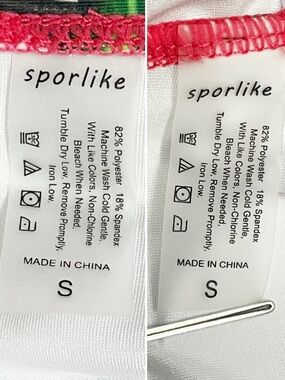 sporlike
82% Polyester 18% Spandex
Machine Wash Cold Gentle,
With Like Colors, Non-Chlorine
Bleach When Needed,
Tumble Dry Low, Remove Promptly,
Iron Low.
MADE IN CHINA
S
sporlike
82% Polyester 18% Spandex
Machine Wash Cold Gentle,
With Like Colors, Non-Chlorine
Bleach When Needed,
Tumble Dry Low, Remove Promptly,
Iron Low.
MADE IN CHINA
S